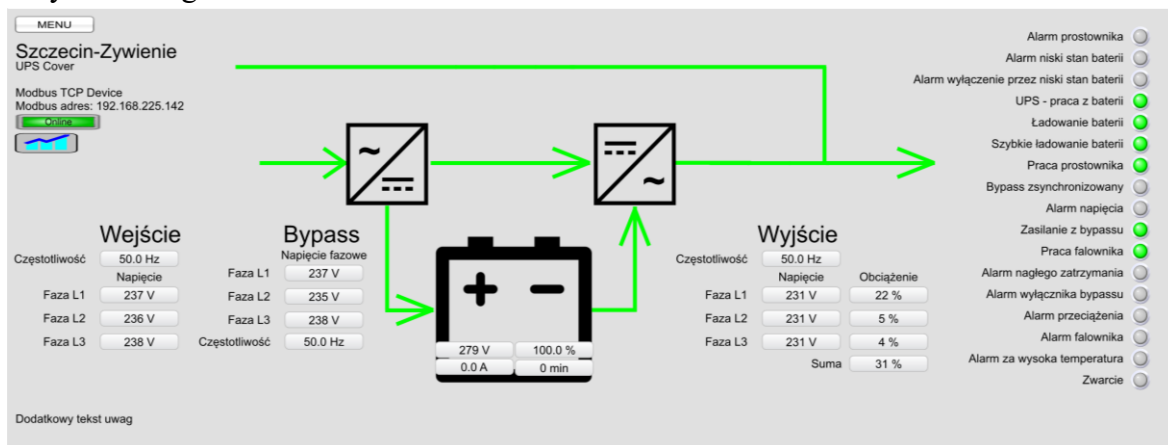 MENU
Szczecin-Zywienie
UPS Cover
Modbus TCP Device
Modbus adres: 192.168.225.142
Online
Wejście
Częstotliwość 50.0 Hz
Napięcie
Faza L1 237 V
Faza L2 236 V
Faza L3 238 V
Bypass
Napięcie fazowe
Faza L1 237 V
Faza L2 235 V
Faza L3 238 V
Częstotliwość 50.0 Hz
279 V 100.0 %
0.0 A 0 min
Wyjście
Częstotliwość 50.0 Hz
Napięcie Obciążenie
Faza L1 231 V 22 %
Faza L2 231 V 5 %
Faza L3 231 V 4 %
Suma 31 %
Alarm prostownika
Alarm niski stan baterii
Alarm wyłączenie przez niski stan baterii
UPS - praca z baterii
Ładowanie baterii
Szybkie ładowanie baterii
Praca prostownika
Bypass zsynchronizowany
Alarm napięcia
Zasilanie z bypassu
Praca falownika
Alarm nagłego zatrzymania
Alarm wyłącznika bypassu
Alarm przeciążenia
Alarm falownika
Alarm za wysoka temperatura
Zwarcie
Dodatkowy tekst uwag